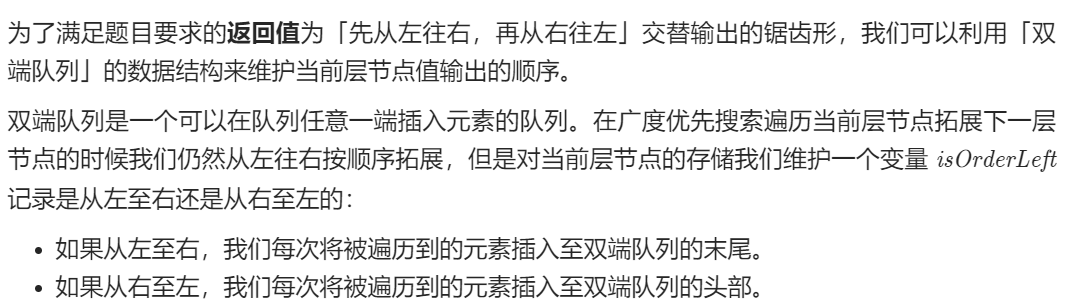 为了满足题目要求的返回值为「先从左往右，再从右往左」交替输出的锯齿形，我们可以利用「双
端队列」的数据结构来维护当前层节点值输出的顺序。
双端队列是一个可以在队列任意一端插入元素的队列。在广度优先搜索遍历当前层节点拓展下一层
节点的时候我们仍然从左往右按顺序拓展，但是对当前层节点的存储我们维护一个变量 isOrderLeft
记录是从左至右还是从右至左的：
• 如果从左至右，我们每次将被遍历到的元素插入至双端队列的末尾。
• 如果从右至左，我们每次将被遍历到的元素插入至双端队列的头部。